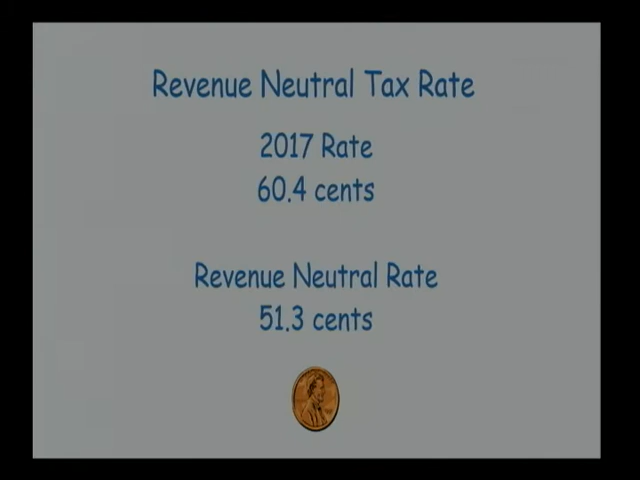 Revenue Neutral Tax Rate
2017 Rate
60.4 cents
Revenue Neutral Rate
51.3 cents